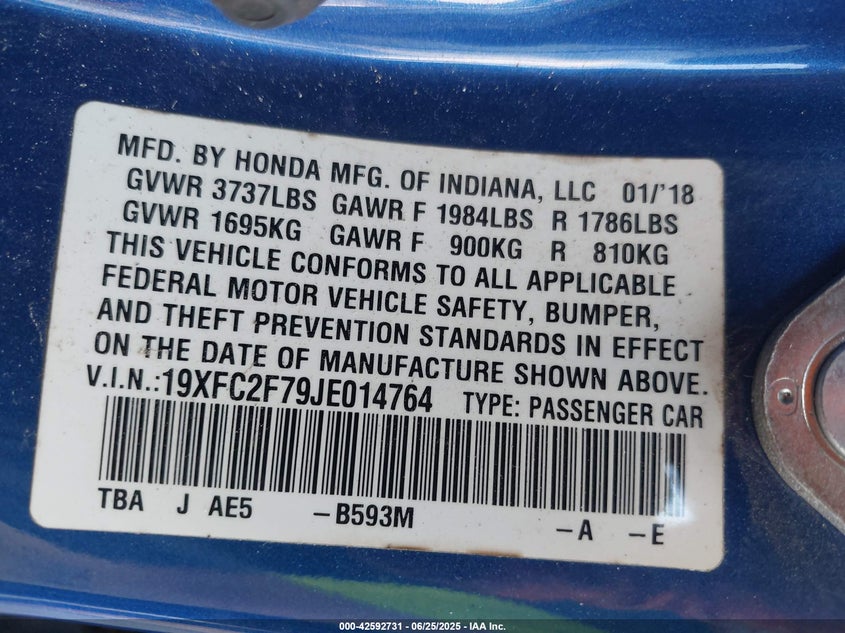 MFD. BY HONDA MFG. OF INDIANA, LLC 01/'18
GVWR 3737LBS GAWR F 1984LBS R 1786LBS
GVWR 1695KG GAWR F 900KG R 810KG
THIS VEHICLE CONFORMS TO ALL APPLICABLE
FEDERAL MOTOR VEHICLE SAFETY, BUMPER,
AND THEFT PREVENTION STANDARDS IN EFFECT
ON THE DATE OF MANUFACTURE SHOWN ABOVE.
V.I.N.:19XFC2F79JE014764 TYPE: PASSENGER CAR
TBA J AE5 -B593M -A -E
000-42592731 - 06/25/2025 - IAA Inc.